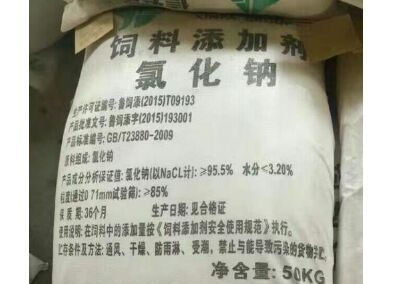 饲料添加剂
氯化钠
生产许可证编号: 鲁饲添(2015)T09193
产品批准文号: 鲁饲添字(2015)193001
产品标准编号: GB/T23880-2009
原料组成: 氯化钠
产品成分分析保证值: 氯化钠(以NaCL计): ≥95.5% 水分≤3.20%
粒度(通过0 71mm试验筛): ≥85%
保质期: 36个月 生产日期: 见合格证
使用说明: 在饲料中的添加量按《饲料添加剂安全使用规范》执行。
贮存条件及方法: 通风、干燥、防雨淋、受潮, 禁止与能导致污染的货物
净含量: 50KG